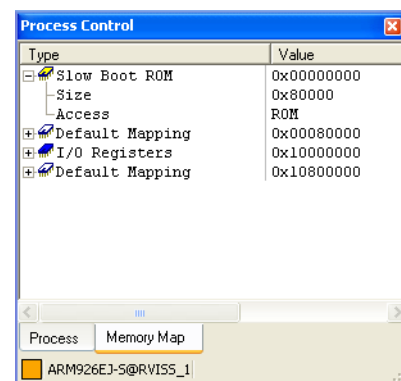 Process Control
Type Value
Slow Boot ROM 0x00000000
Size 0x80000
Access ROM
Default Mapping 0x00080000
I/O Registers 0x10000000
Default Mapping 0x10800000
Process Memory Map
ARM926EJ-S@RVISS_1